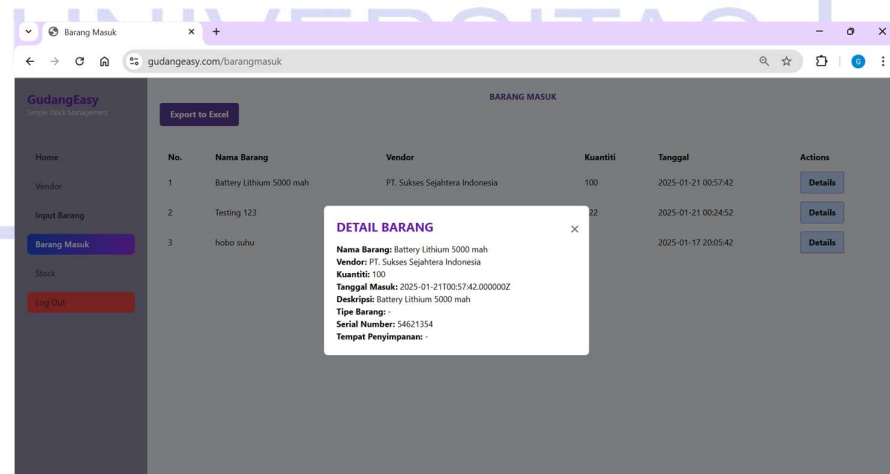 UNIVERSITAS
Barang Masuk
gudangeasy.com/barangmasuk
G
GudangEasy
Simple Stock Management
BARANG MASUK
Export to Excel
Home
Vendor
Input Barang
Barang Masuk
Stock
Log Out
No. Nama Barang Vendor Kuantiti Tanggal Actions
1 Battery Lithium 5000 mah PT. Sukses Sejahtera Indonesia 100 2025-01-21 00:57:42 Details
2 Testing 123 22 2025-01-21 00:24:52 Details
3 hobo suhu 2025-01-17 20:05:42 Details
DETAIL BARANG
Nama Barang: Battery Lithium 5000 mah
Vendor: PT. Sukses Sejahtera Indonesia
Kuantiti: 100
Tanggal Masuk: 2025-01-21T00:57:42.000000Z
Deskripsi: Battery Lithium 5000 mah
Tipe Barang: -
Serial Number: 54621354
Tempat Penyimpanan: -